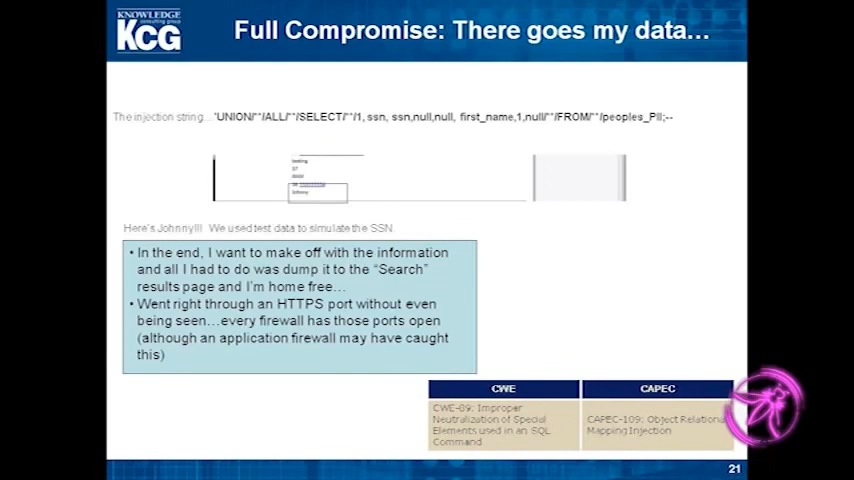 KNOWLEDGE
consulting group
KCG
Full Compromise: There goes my data…
The injection string... 'UNION/**/ALL/**/SELECT/**/1, ssn, ssn,null,null, first_name,1,null/**/FROM/**/peoples_PII;--
testing
Johnny
Here's Johnny!!! We used test data to simulate the SSN.
• In the end, I want to make off with the information
and all I had to do was dump it to the “Search”
results page and I'm home free…
• Went right through an HTTPS port without even
being seen…every firewall has those ports open
(although an application firewall may have caught
this)
CWE CAPEC
CWE-89: Improper
Neutralization of Special
Elements used in an SQL
Command
CAPEC-109: Object Relational
Mapping Injection
21